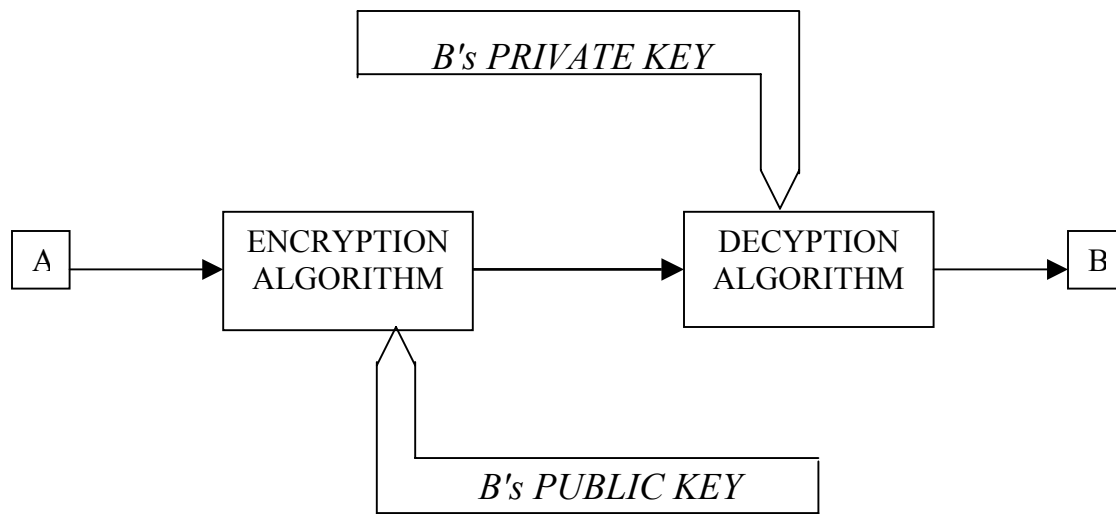 B's PRIVATE KEY
A
ENCRYPTION
ALGORITHM
DECYPTION
ALGORITHM
B
B's PUBLIC KEY